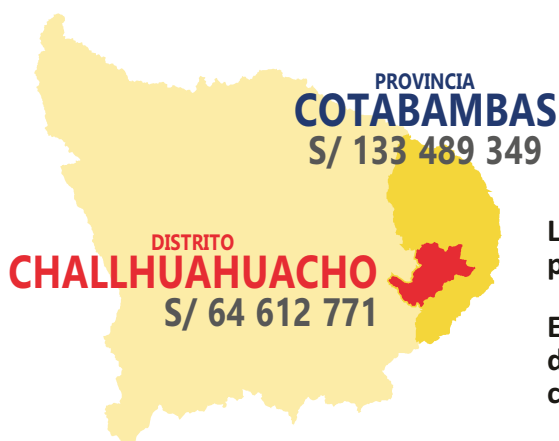 PROVINCIA
COTABAMBAS
S/ 133 489 349
DISTRITO
CHALLHUAHUACHO
S/ 64 612 771